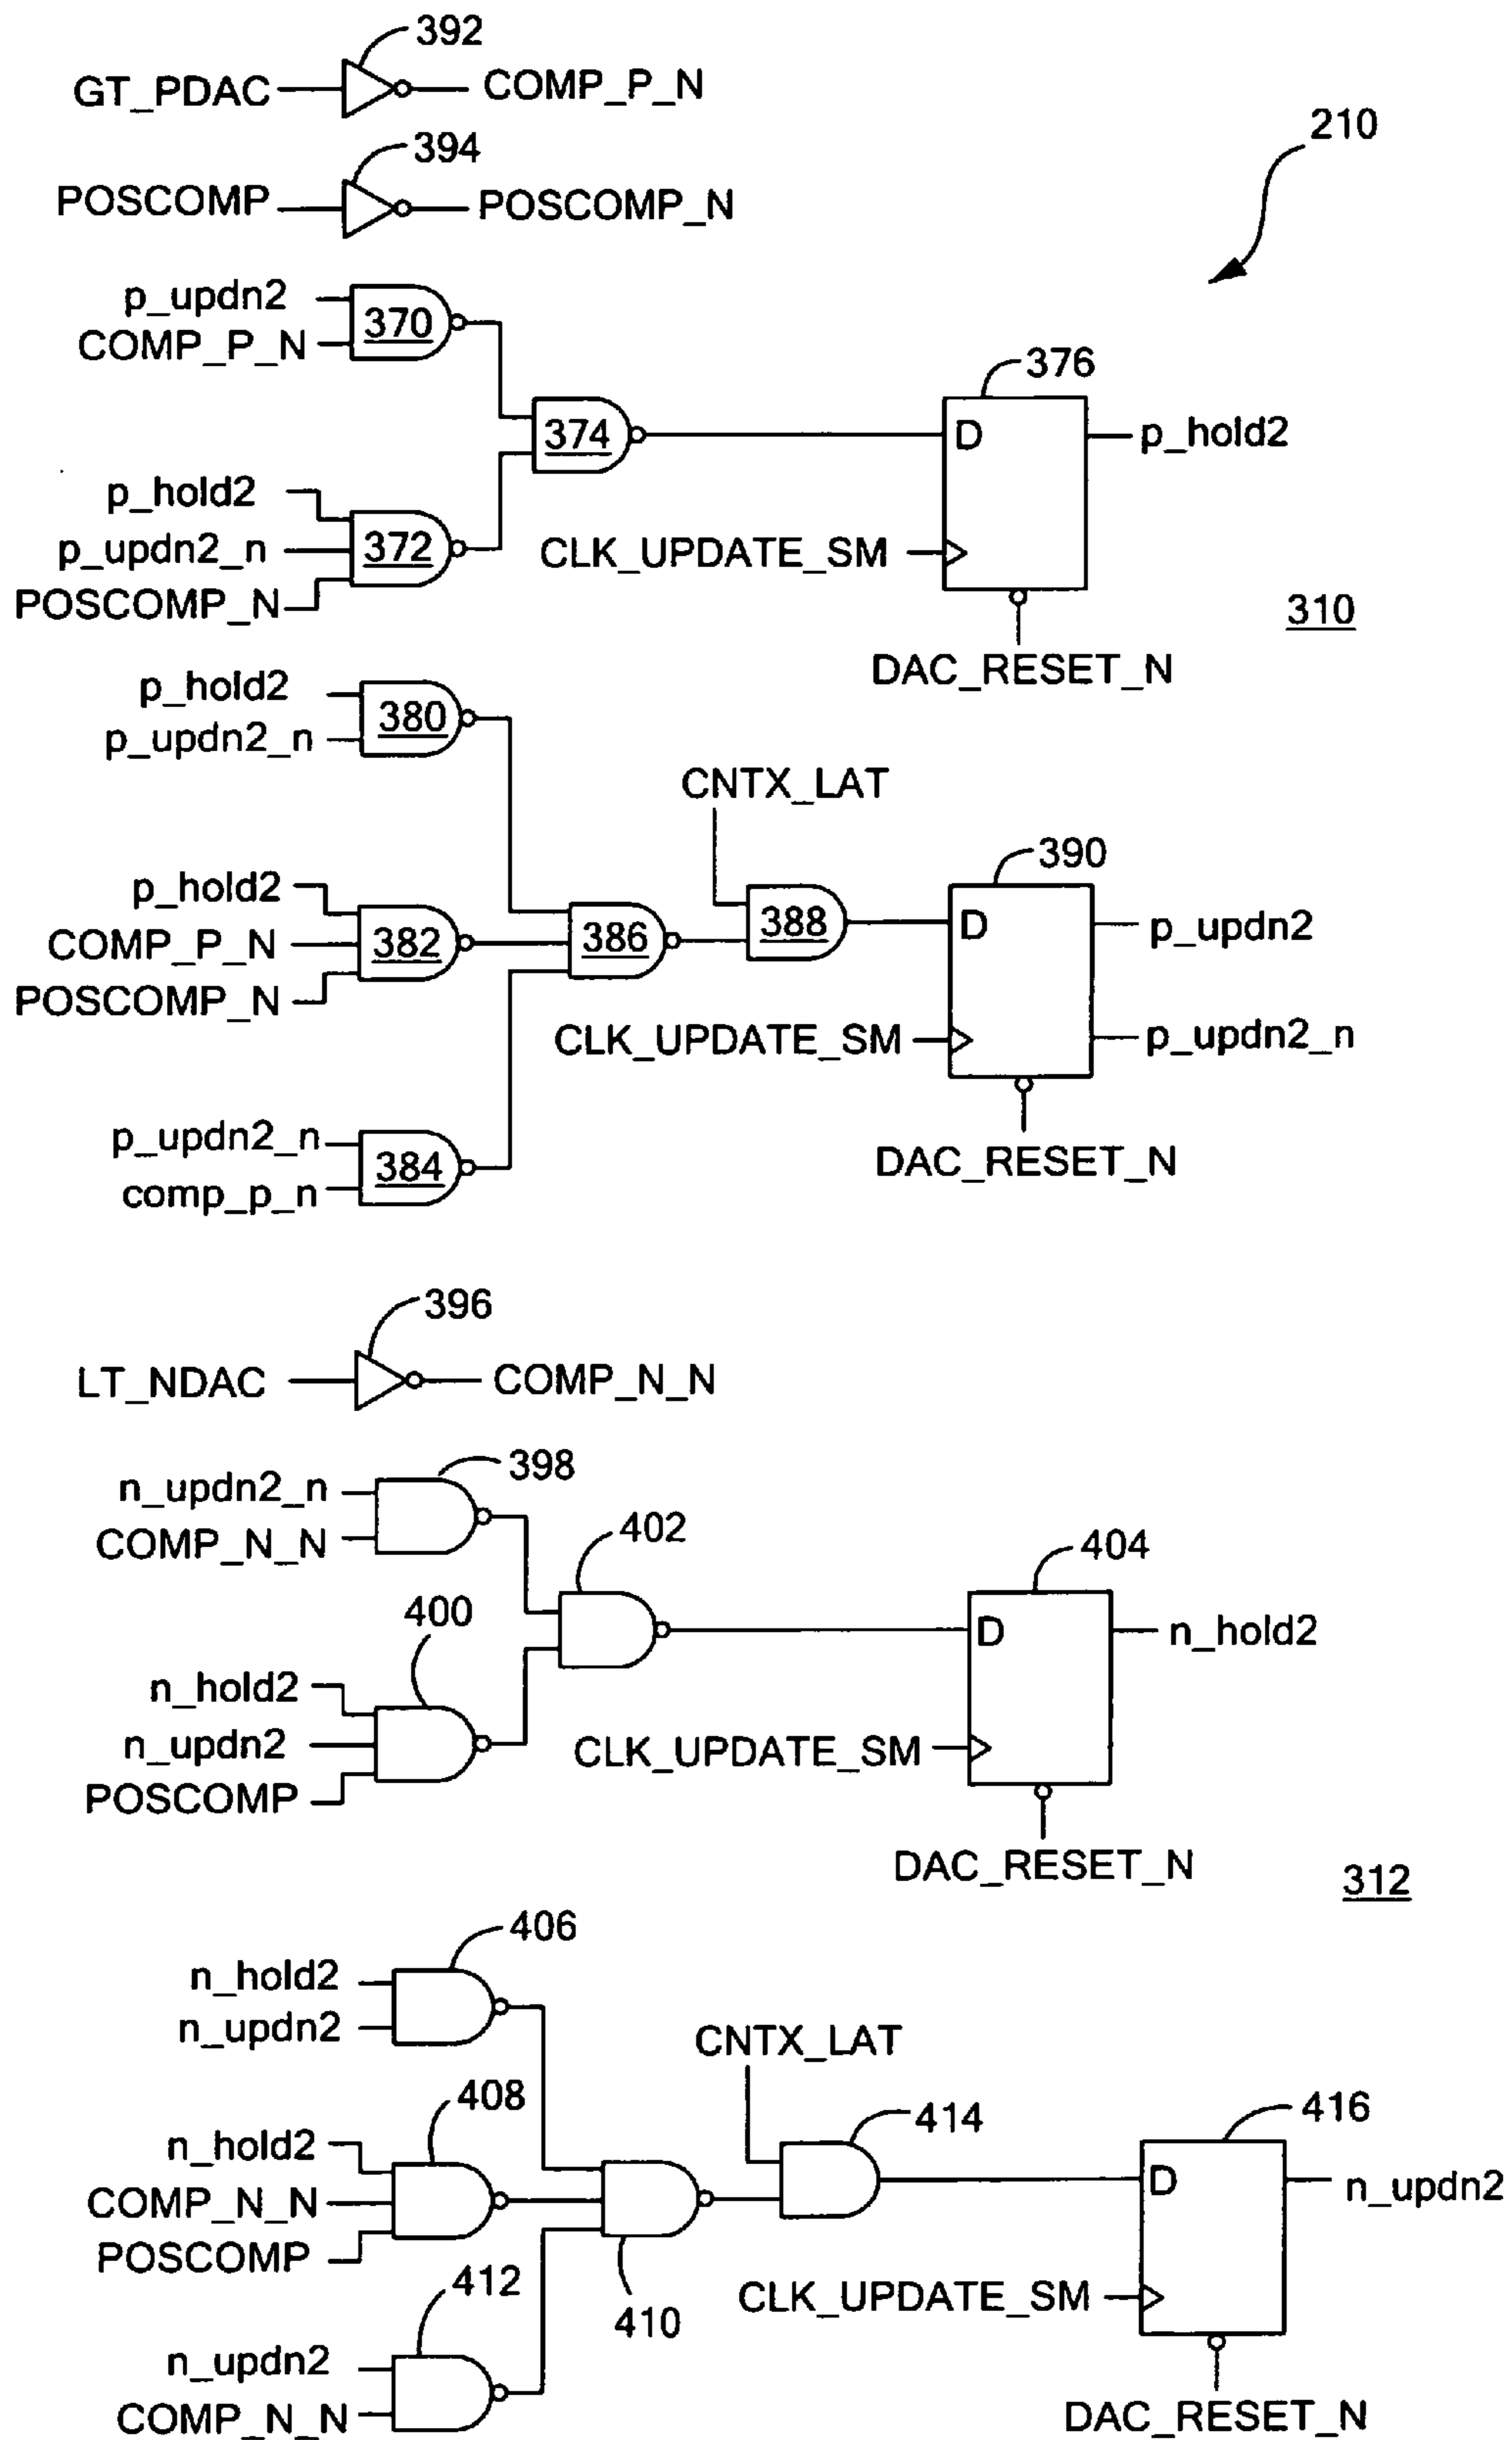 392
GT_PDAC
COMP_P_N
394
210
POSCOMP
POSCOMP_N
p_updn2
370
COMP_P_N
376
374
D
p_hold2
p_hold2
p_updn2_n
372
CLK_UPDATE_SM
POSCOMP_N
310
DAC_RESET_N
p_hold2
380
p_updn2_n
CNTX_LAT
390
p_hold2
388
D
p_updn2
COMP_P_N
382
386
POSCOMP_N
CLK_UPDATE_SM
p_updn2_n
p_updn2_n
384
DAC_RESET_N
comp_p_n
396
LT_NDAC
COMP_N_N
398
n_updn2_n
402
404
COMP_N_N
400
D
n_hold2
n_hold2
n_updn2
CLK_UPDATE_SM
POSCOMP
DAC_RESET_N
312
406
n_hold2
n_updn2
CNTX_LAT
408
414
416
n_hold2
D
n_updn2
COMP_N_N
POSCOMP
412
CLK_UPDATE_SM
410
n_updn2
COMP_N_N
DAC_RESET_N